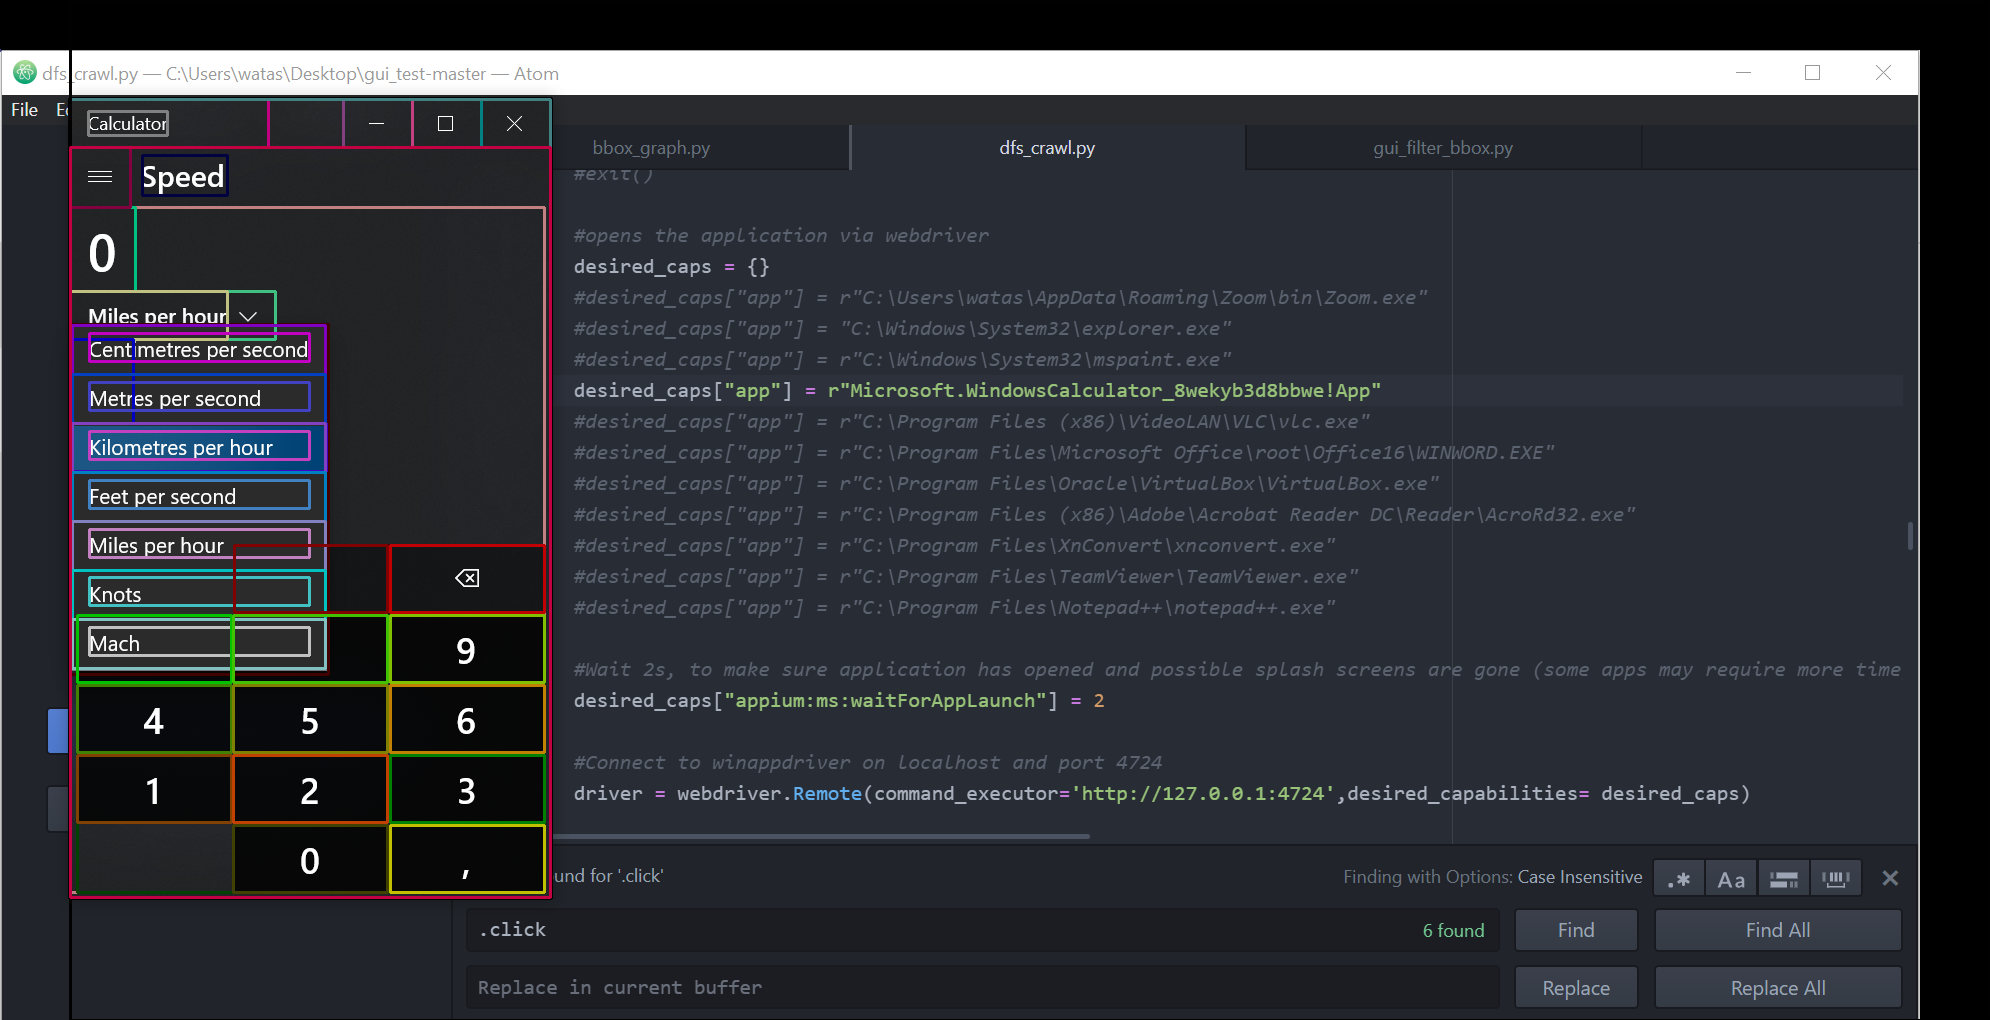 dfs_crawl.py — C:\Users\watas\Desktop\gui_test-master — Atom
File
Calculator
Speed
0
Miles per hour
Centimetres per second
Metres per second
Kilometres per hour
Feet per second
Miles per hour
Knots
Mach
9
4 5 6
1 2 3
0 ,
bbox_graph.py dfs_crawl.py gui_filter_bbox.py
#exit()
#opens the application via webdriver
desired_caps = {}
#desired_caps["app"] = r"C:\Users\watas\AppData\Roaming\Zoom\bin\Zoom.exe"
#desired_caps["app"] = "C:\Windows\System32\explorer.exe"
#desired_caps["app"] = r"C:\Windows\System32\mspaint.exe"
desired_caps["app"] = r"Microsoft.WindowsCalculator_8wekyb3d8bbwe!App"
#desired_caps["app"] = r"C:\Program Files (x86)\VideoLAN\VLC\vlc.exe"
#desired_caps["app"] = r"C:\Program Files\Microsoft Office\root\Office16\WINWORD.EXE"
#desired_caps["app"] = r"C:\Program Files\Oracle\VirtualBox\VirtualBox.exe"
#desired_caps["app"] = r"C:\Program Files (x86)\Adobe\Acrobat Reader DC\Reader\AcroRd32.exe"
#desired_caps["app"] = r"C:\Program Files\XnConvert\xnconvert.exe"
#desired_caps["app"] = r"C:\Program Files\TeamViewer\TeamViewer.exe"
#desired_caps["app"] = r"C:\Program Files\Notepad++\notepad++.exe"
#Wait 2s, to make sure application has opened and possible splash screens are gone (some apps may require more time
desired_caps["appium:ms:waitForAppLaunch"] = 2
#Connect to winappdriver on localhost and port 4724
driver = webdriver.Remote(command_executor='http://127.0.0.1:4724',desired_capabilities= desired_caps)
und for '.click' Finding with Options: Case Insensitive .* Aa
.click 6 found Find Find All
Replace in current buffer Replace Replace All